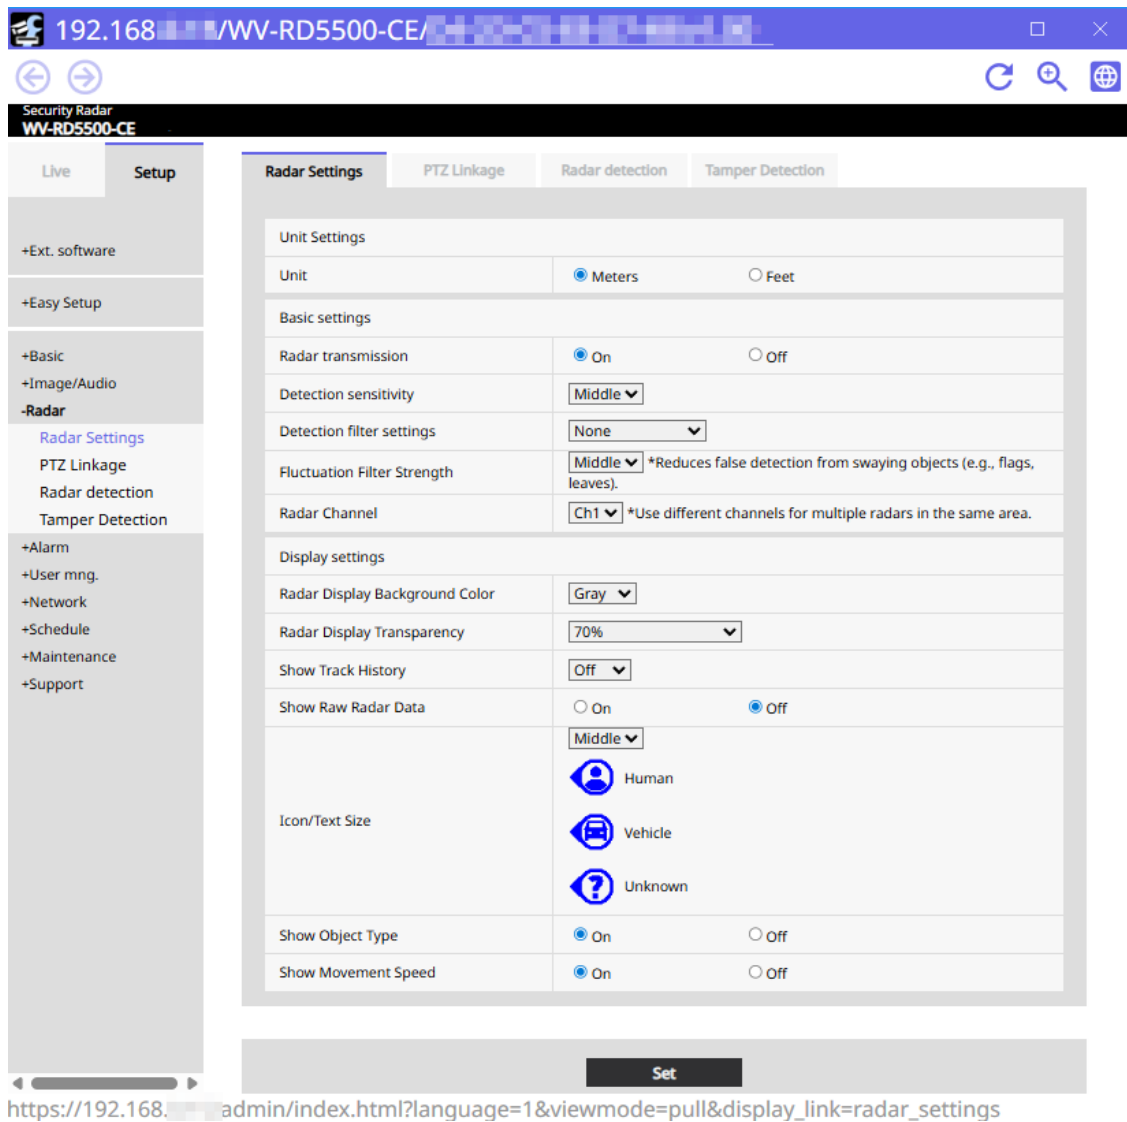 192.168 /WV-RD5500-CE/
Security Radar
WV-RD5500-CE
Live
Setup
+Ext. software
+Easy Setup
+Basic
+Image/Audio
-Radar
Radar Settings
PTZ Linkage
Radar detection
Tamper Detection
+Alarm
+User mng.
+Network
+Schedule
+Maintenance
+Support
Radar Settings
PTZ Linkage
Radar detection
Tamper Detection
Unit Settings
Unit
Meters
Feet
Basic settings
Radar transmission
On
Off
Detection sensitivity
Middle
Detection filter settings
None
Fluctuation Filter Strength
Middle *Reduces false detection from swaying objects (e.g., flags,
leaves).
Radar Channel
Ch1 *Use different channels for multiple radars in the same area.
Display settings
Radar Display Background Color
Gray
Radar Display Transparency
70%
Show Track History
Off
Show Raw Radar Data
On
Off
Icon/Text Size
Middle
Human
Vehicle
Unknown
Show Object Type
On
Off
Show Movement Speed
On
Off
Set
https://192.168. admin/index.html?language=1&viewmode=pull&display_link=radar_settings